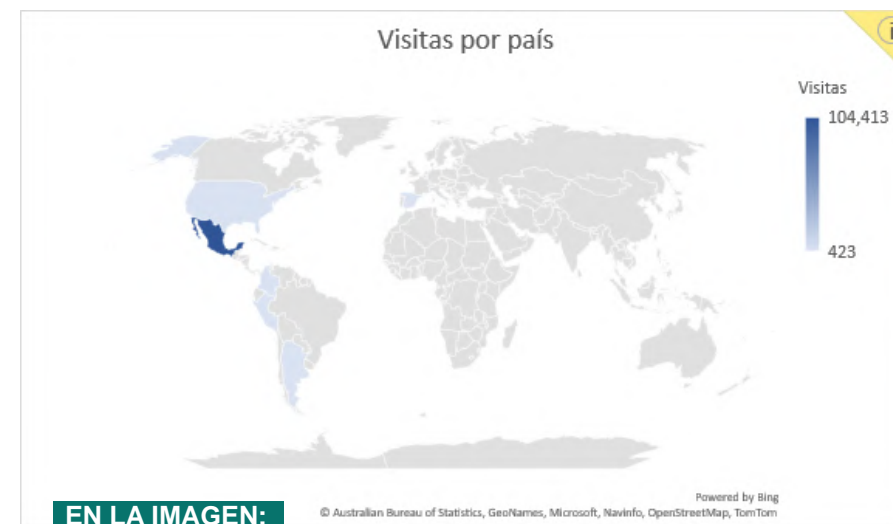 Visitas por país
Visitas
104,413
423
Powered by Bing
© Australian Bureau of Statistics, GeoNames, Microsoft, Navinfo, OpenStreetMap, TomTom
EN LA IMAGEN: